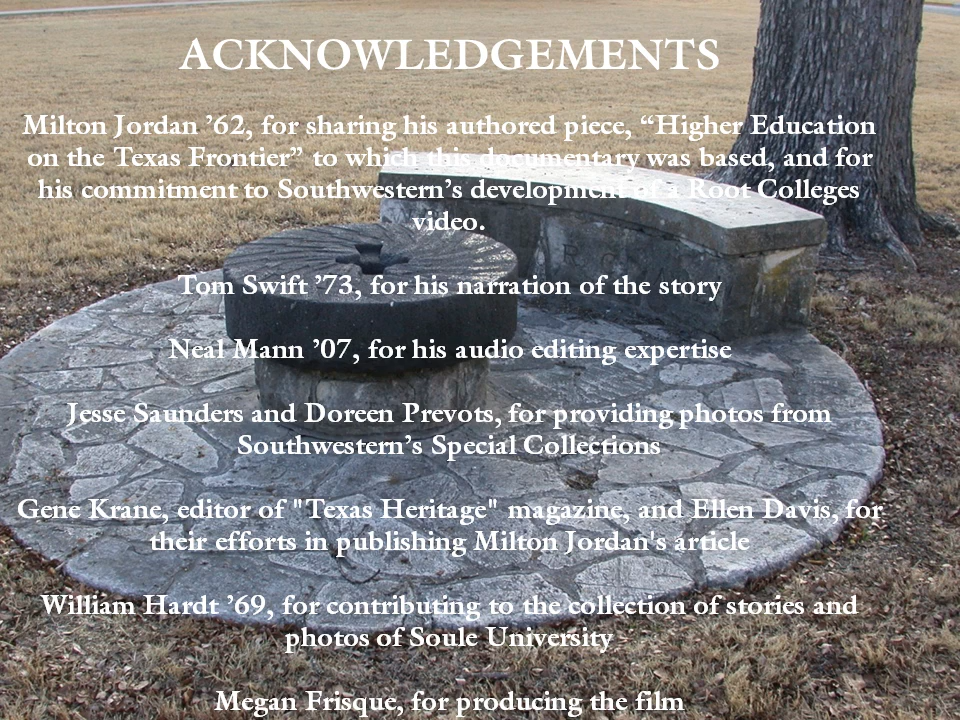 ACKNOWLEDGEMENTS
Milton Jordan ’62, for sharing his authored piece, “Higher Education
on the Texas Frontier” to which this documentary was based, and for
his commitment to Southwestern’s development of a Root Colleges
video.
Tom Swift ’73, for his narration of the story
Neal Mann ’07, for his audio editing expertise
Jesse Saunders and Doreen Prevots, for providing photos from
Southwestern’s Special Collections
Gene Krane, editor of "Texas Heritage" magazine, and Ellen Davis, for
their efforts in publishing Milton Jordan's article
William Hardt ’69, for contributing to the collection of stories and
photos of Soule University
Megan Frisque, for producing the film